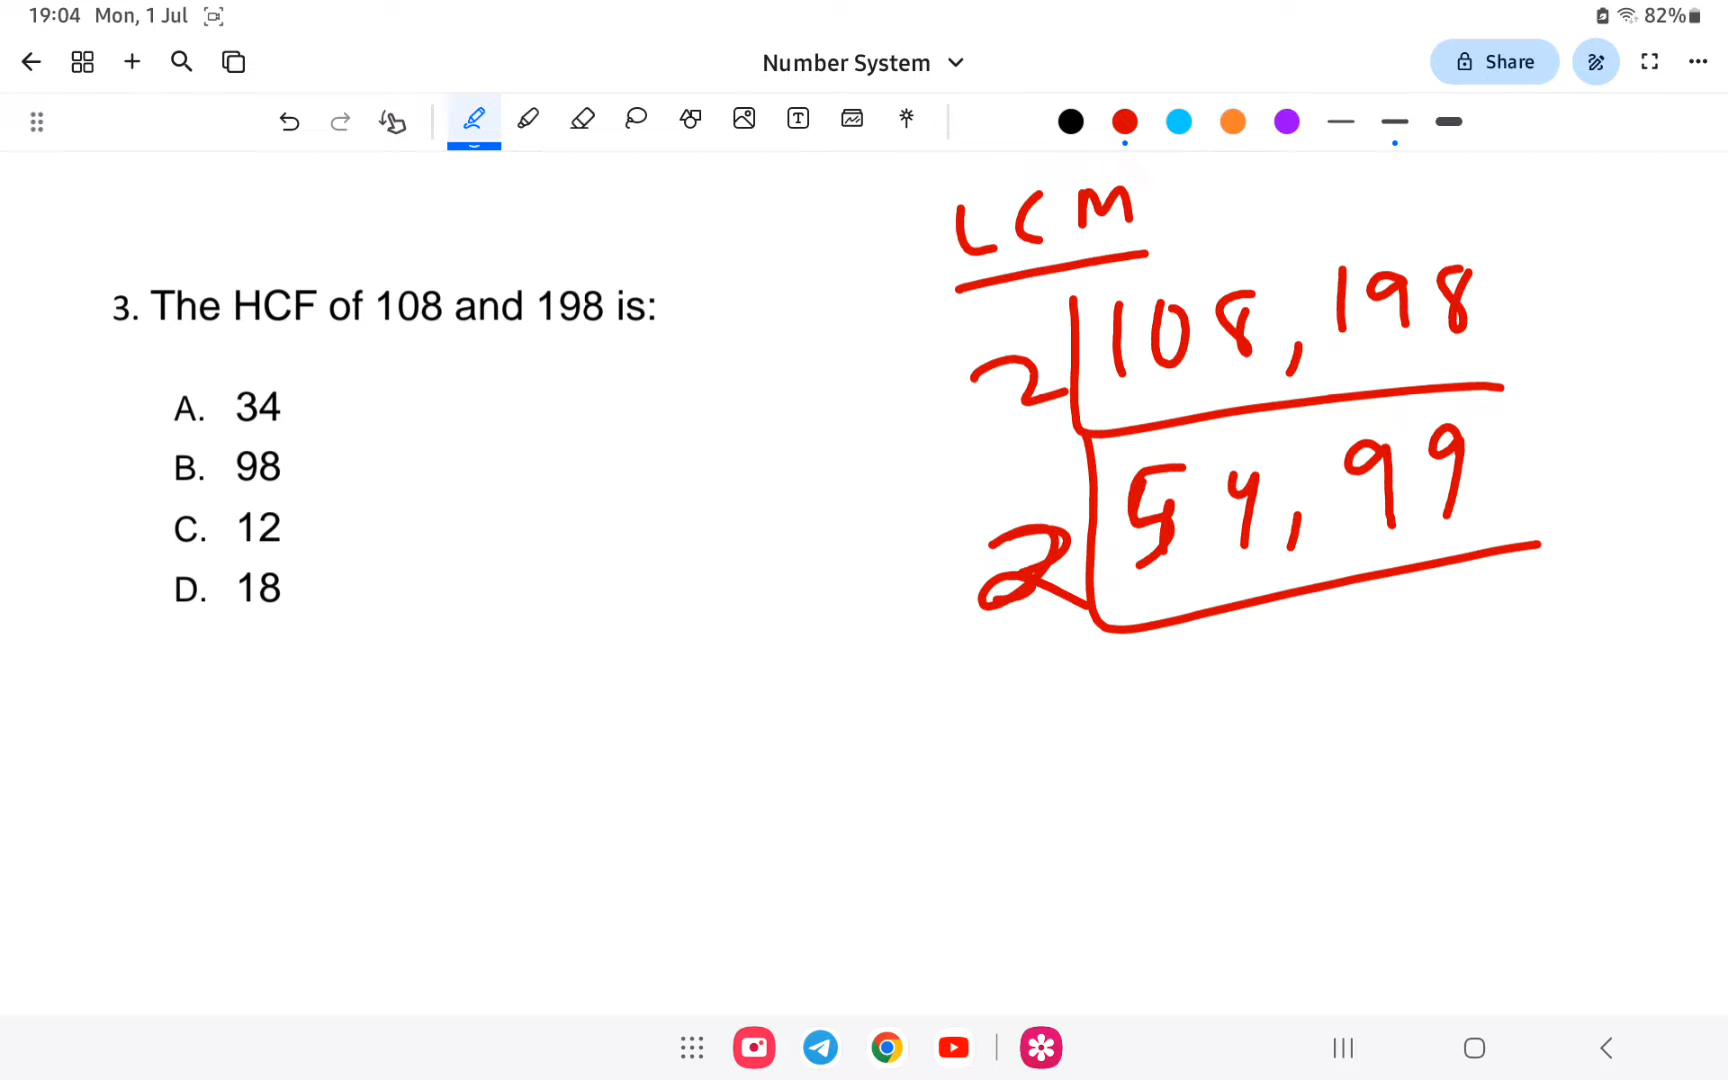 19:04 Mon, 1 Jul
82%
Number System
Share
LCM
3. The HCF of 108 and 198 is:
2 108, 198
A. 34
B. 98
2 54, 99
C. 12
D. 18